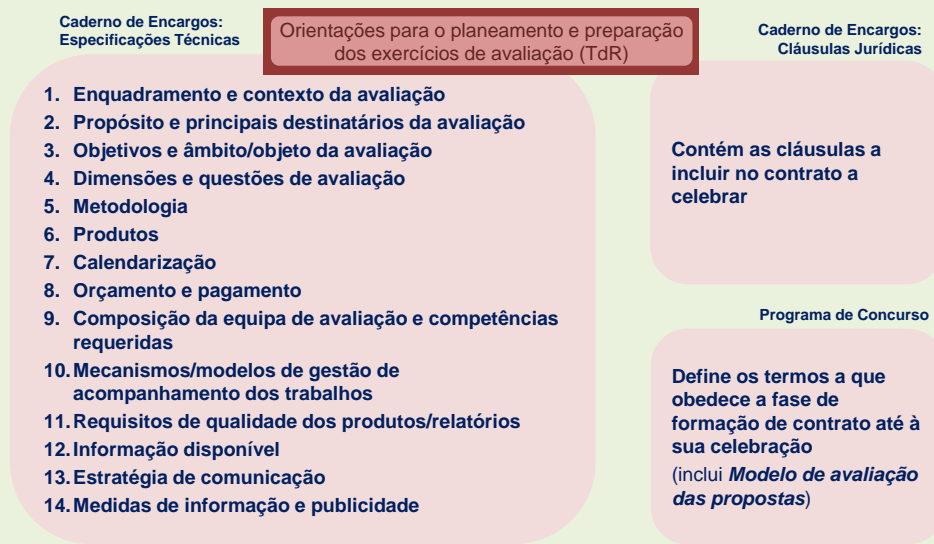 Caderno de Encargos:
Especificações Técnicas
Orientações para o planeamento e preparação
dos exercícios de avaliação (TdR)
1. Enquadramento e contexto da avaliação
2. Propósito e principais destinatários da avaliação
3. Objetivos e âmbito/objeto da avaliação
4. Dimensões e questões de avaliação
5. Metodologia
6. Produtos
7. Calendarização
8. Orçamento e pagamento
9. Composição da equipa de avaliação e competências
requeridas
10. Mecanismos/modelos de gestão de
acompanhamento dos trabalhos
11. Requisitos de qualidade dos produtos/relatórios
12. Informação disponível
13. Estratégia de comunicação
14. Medidas de informação e publicidade
Caderno de Encargos:
Cláusulas Jurídicas
Contém as cláusulas a
incluir no contrato a
celebrar
Programa de Concurso
Define os termos a que
obedece a fase de
formação de contrato até à
sua celebração
(inclui Modelo de avaliação
das propostas)